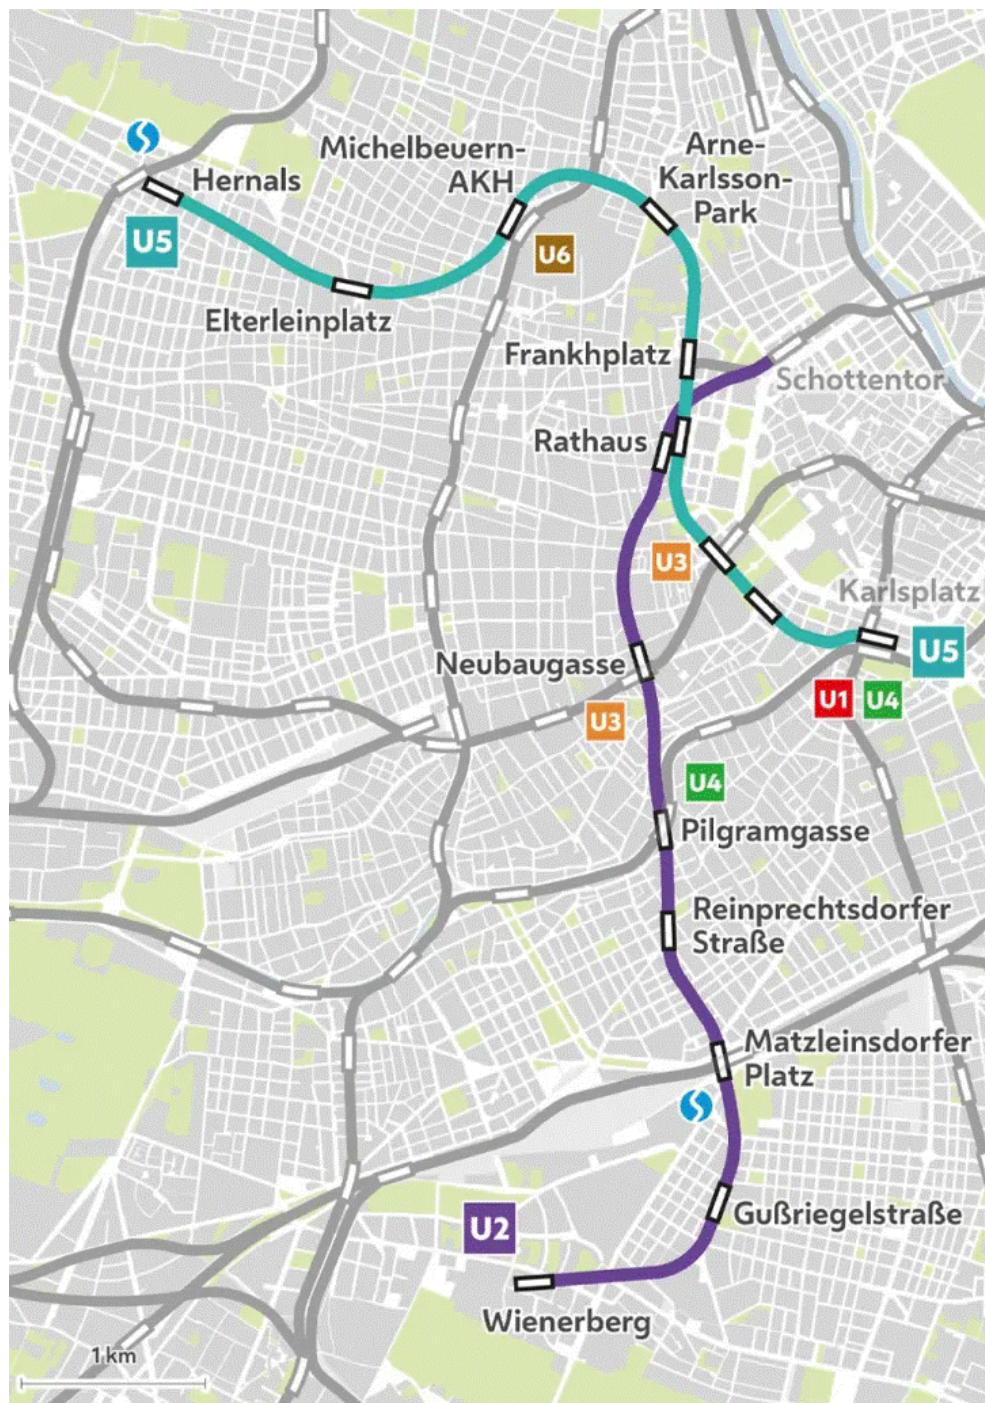 Michelbeuern-
AKH
Arne-
Karlsson-
Park
Hernals
U5
U6
Elterleinplatz
Frankhplatz
Schottentor
Rathaus
U3
Karlsplatz
U5
Neubaugasse
U1
U4
U3
U4
Pilgramgasse
Reinprechtsdorfer
Straße
Matzleinsdorfer
Platz
U2
Gußriegelstraße
Wienerberg
1 km